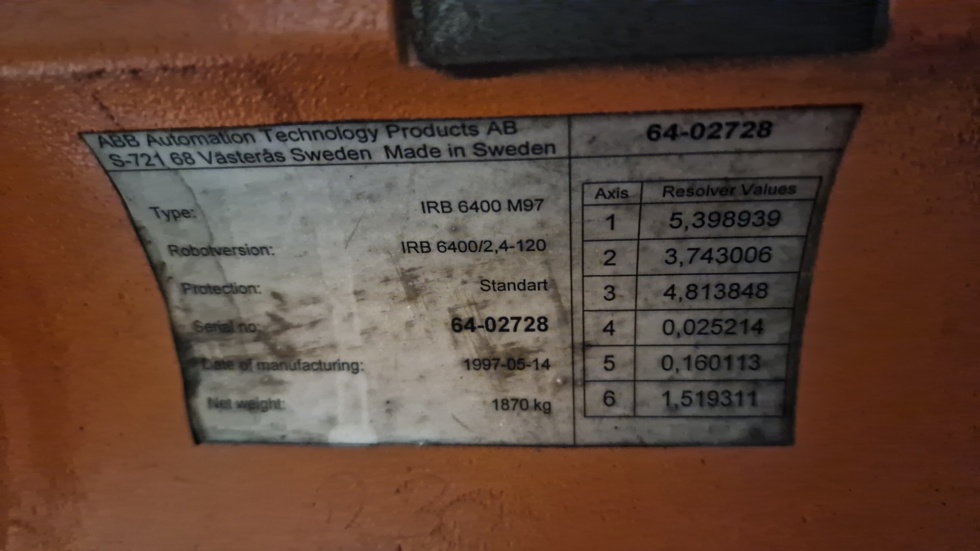 ABB Automation Technology Products AB
S-721 68 Västerås Sweden Made in Sweden
Type: IRB 6400 M97
Robotversion: IRB 6400/2,4-120
Protection: Standart
Serial no: 64-02728
Date of manufacturing: 1997-05-14
Net weight: 1870 kg
64-02728
Axis Resolver Values
1 5,398939
2 3,743006
3 4,813848
4 0,025214
5 0,160113
6 1,519311